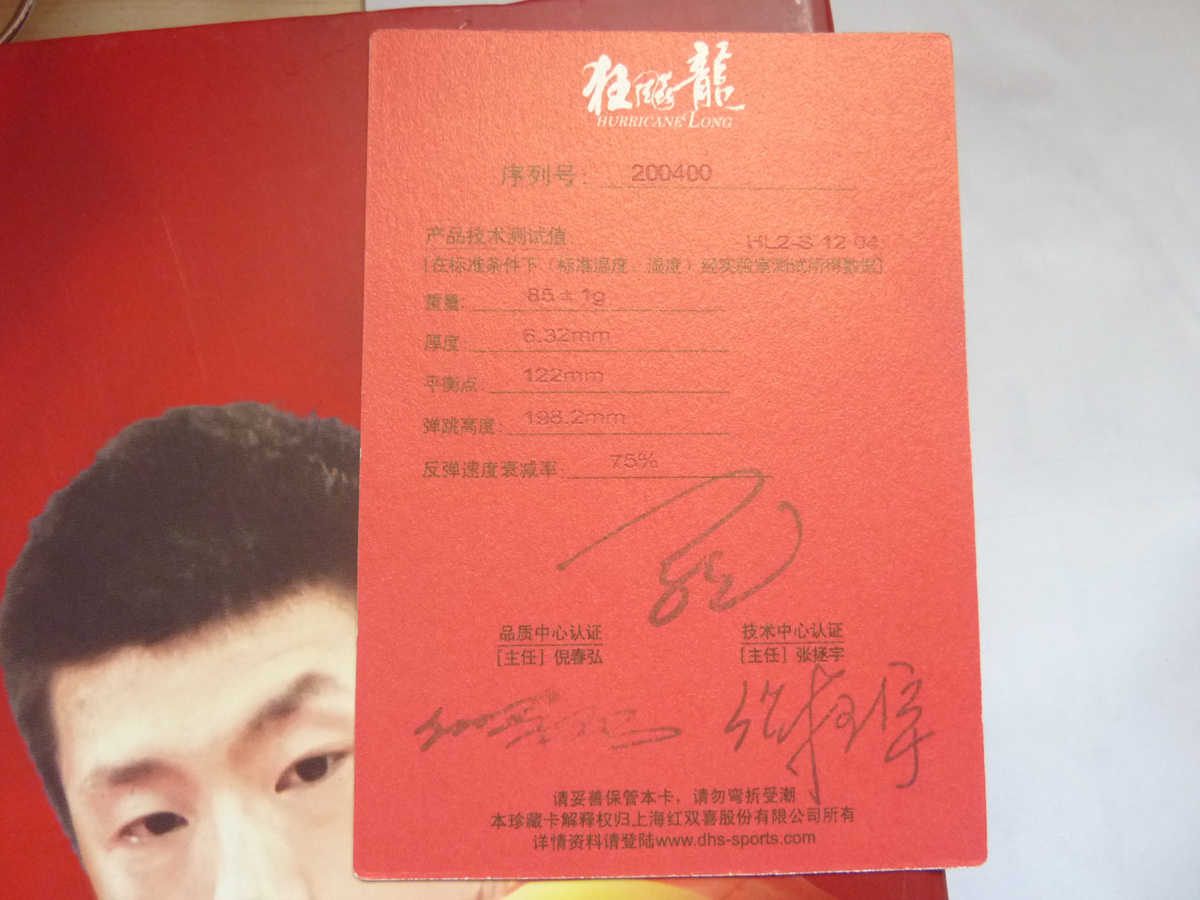 狂飚龍
HURRICANE LONG
序列号: 200400
产品技术测试值 HL2-S 12 04
[在标准条件下（标准温度、湿度）经实验室测试所得数据]
重量: 85 ± 1g
厚度: 6.32mm
平衡点: 122mm
弹跳高度: 198.2mm
反弹速度衰减率: 75%
品质中心认证 技术中心认证
[主任] 倪春弘 [主任] 张拯宇
请妥善保管本卡，请勿弯折受潮
本珍藏卡解释权归上海红双喜股份有限公司所有
详情资料请登陆www.dhs-sports.com